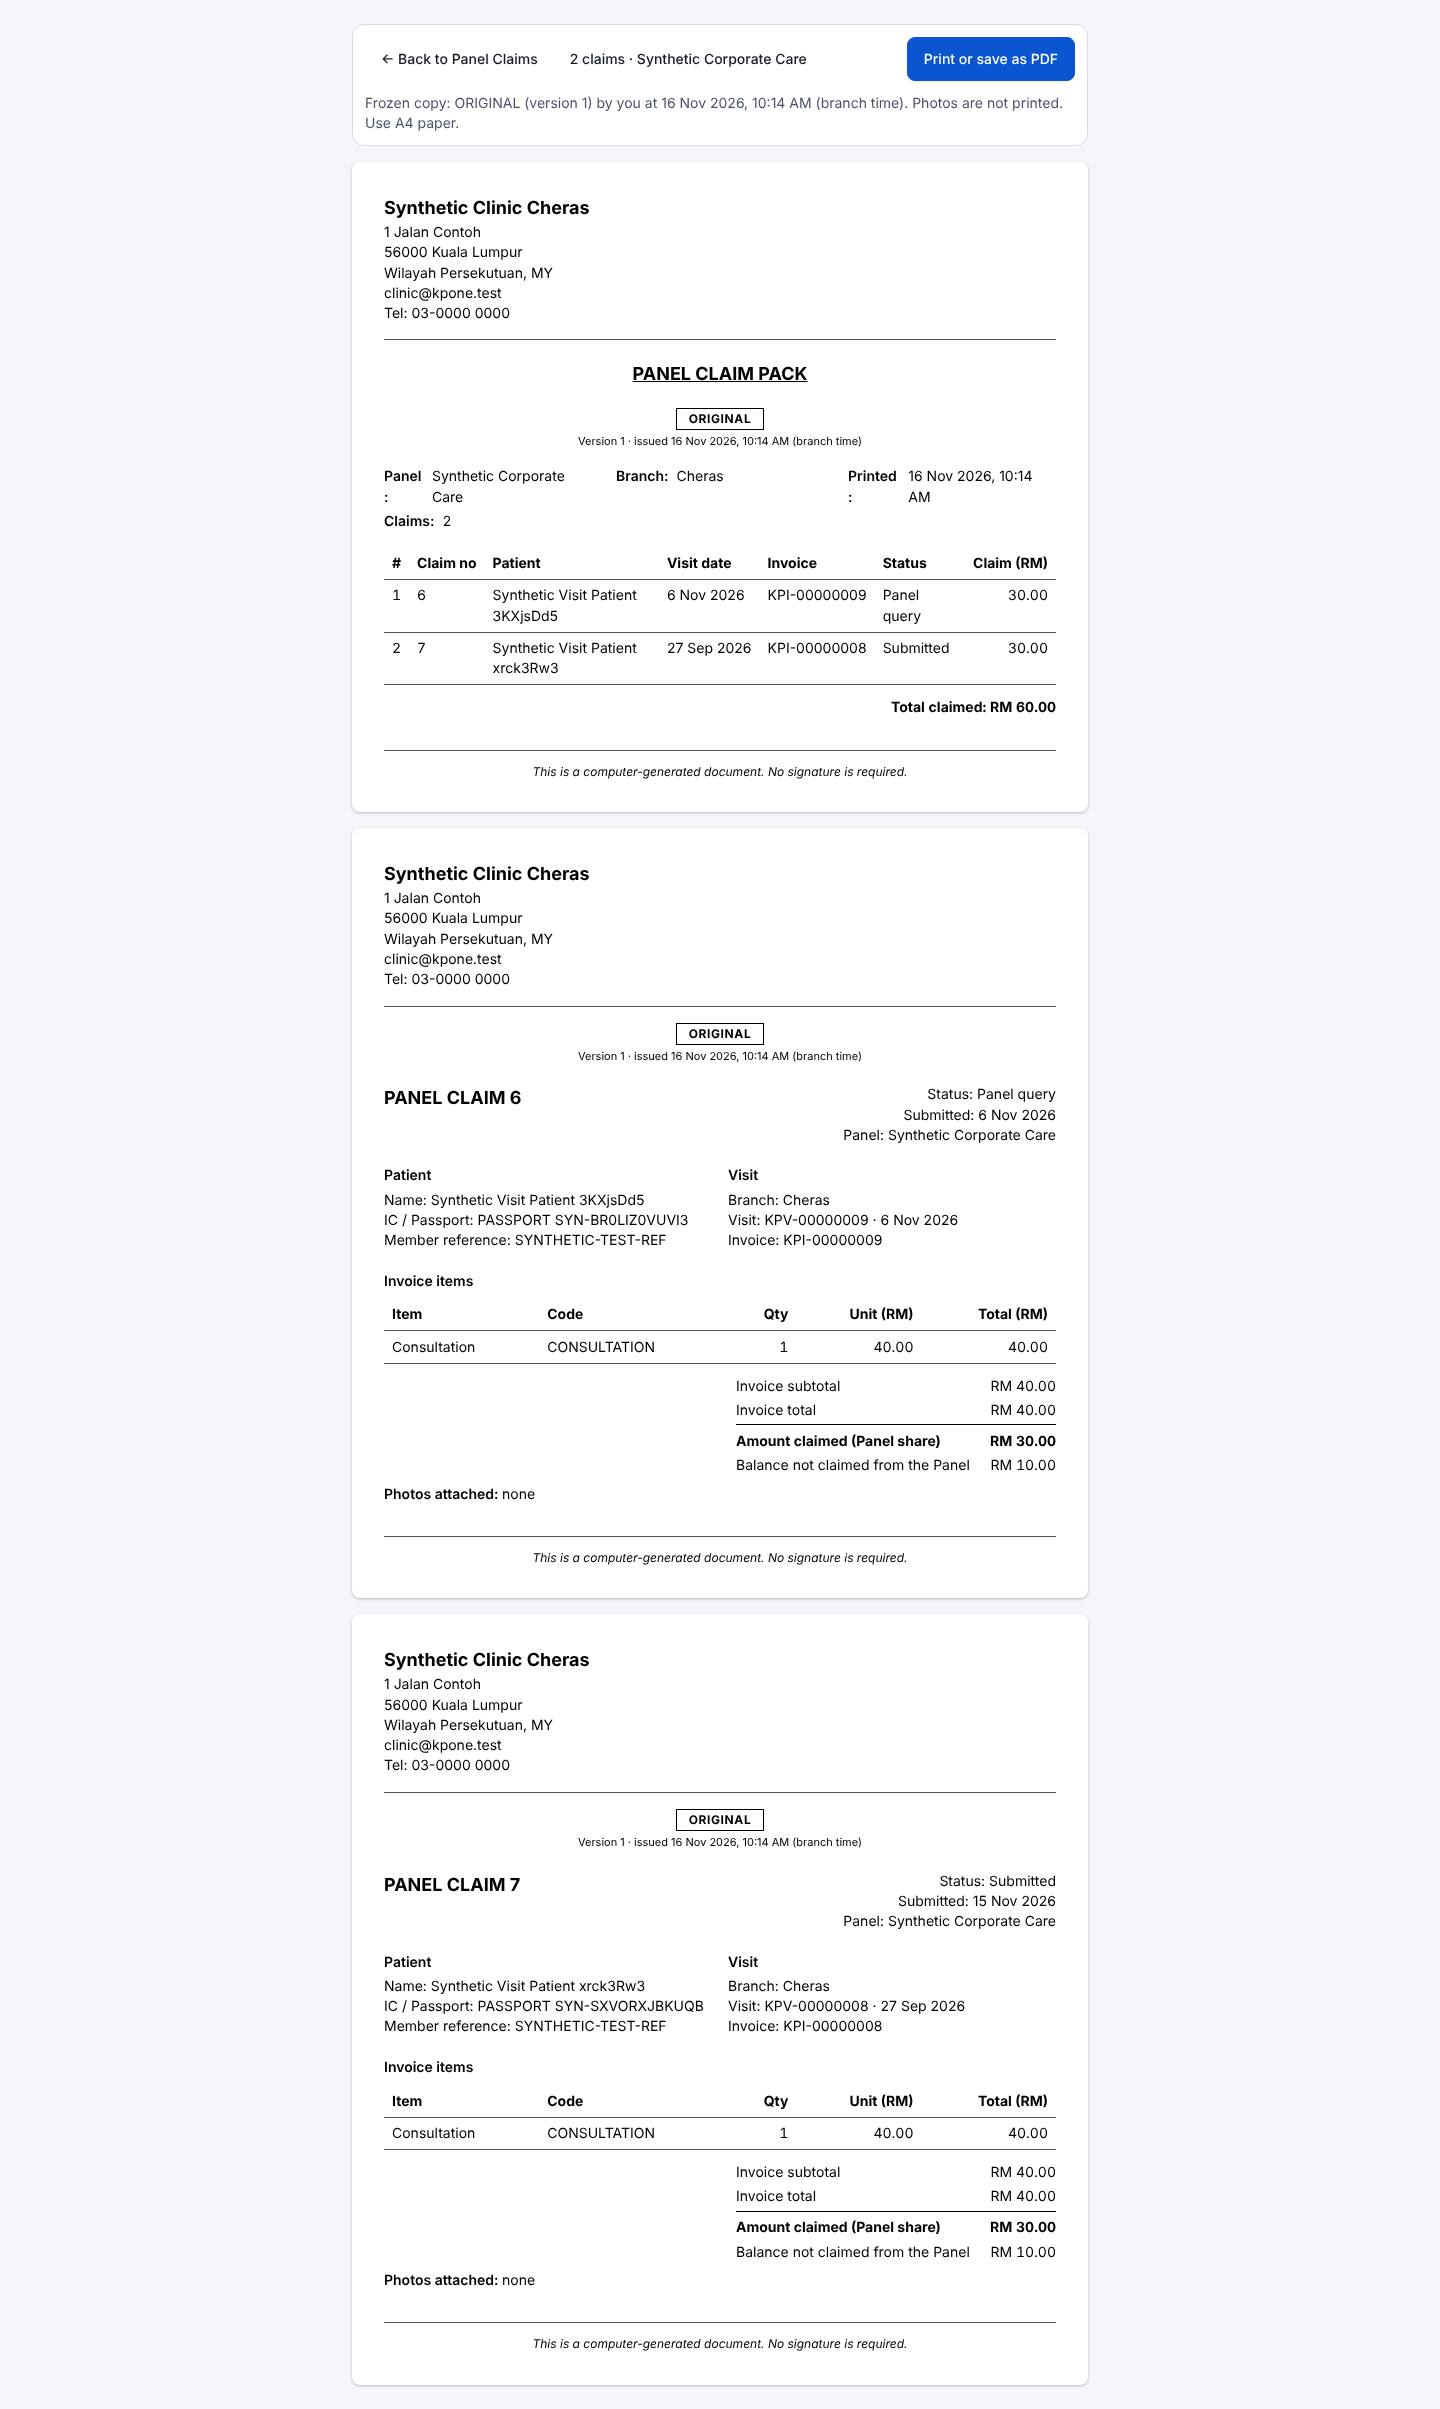 ← Back to Panel Claims
2 claims · Synthetic Corporate Care
Print or save as PDF
Frozen copy: ORIGINAL (version 1) by you at 16 Nov 2026, 10:14 AM (branch time). Photos are not printed.
Use A4 paper.
Synthetic Clinic Cheras
1 Jalan Contoh
56000 Kuala Lumpur
Wilayah Persekutuan, MY
clinic@kpone.test
Tel: 03-0000 0000
PANEL CLAIM PACK
ORIGINAL
Version 1 · issued 16 Nov 2026, 10:14 AM (branch time)
Panel Synthetic Corporate Branch: Cheras Printed 16 Nov 2026, 10:14
: Care : AM
Claims: 2
# Claim no Patient Visit date Invoice Status Claim (RM)
1 6 Synthetic Visit Patient 6 Nov 2026 KPI-00000009 Panel 30.00
3KXjsDd5 query
2 7 Synthetic Visit Patient 27 Sep 2026 KPI-00000008 Submitted 30.00
xrck3Rw3
Total claimed: RM 60.00
This is a computer-generated document. No signature is required.
Synthetic Clinic Cheras
1 Jalan Contoh
56000 Kuala Lumpur
Wilayah Persekutuan, MY
clinic@kpone.test
Tel: 03-0000 0000
ORIGINAL
Version 1 · issued 16 Nov 2026, 10:14 AM (branch time)
PANEL CLAIM 6
Status: Panel query
Submitted: 6 Nov 2026
Panel: Synthetic Corporate Care
Patient
Name: Synthetic Visit Patient 3KXjsDd5
IC / Passport: PASSPORT SYN-BR0LIZ0VUVI3
Member reference: SYNTHETIC-TEST-REF
Visit
Branch: Cheras
Visit: KPV-00000009 · 6 Nov 2026
Invoice: KPI-00000009
Invoice items
Item Code Qty Unit (RM) Total (RM)
Consultation CONSULTATION 1 40.00 40.00
Invoice subtotal RM 40.00
Invoice total RM 40.00
Amount claimed (Panel share) RM 30.00
Balance not claimed from the Panel RM 10.00
Photos attached: none
This is a computer-generated document. No signature is required.
Synthetic Clinic Cheras
1 Jalan Contoh
56000 Kuala Lumpur
Wilayah Persekutuan, MY
clinic@kpone.test
Tel: 03-0000 0000
ORIGINAL
Version 1 · issued 16 Nov 2026, 10:14 AM (branch time)
PANEL CLAIM 7
Status: Submitted
Submitted: 15 Nov 2026
Panel: Synthetic Corporate Care
Patient
Name: Synthetic Visit Patient xrck3Rw3
IC / Passport: PASSPORT SYN-SXVORXJBKUQB
Member reference: SYNTHETIC-TEST-REF
Visit
Branch: Cheras
Visit: KPV-00000008 · 27 Sep 2026
Invoice: KPI-00000008
Invoice items
Item Code Qty Unit (RM) Total (RM)
Consultation CONSULTATION 1 40.00 40.00
Invoice subtotal RM 40.00
Invoice total RM 40.00
Amount claimed (Panel share) RM 30.00
Balance not claimed from the Panel RM 10.00
Photos attached: none
This is a computer-generated document. No signature is required.